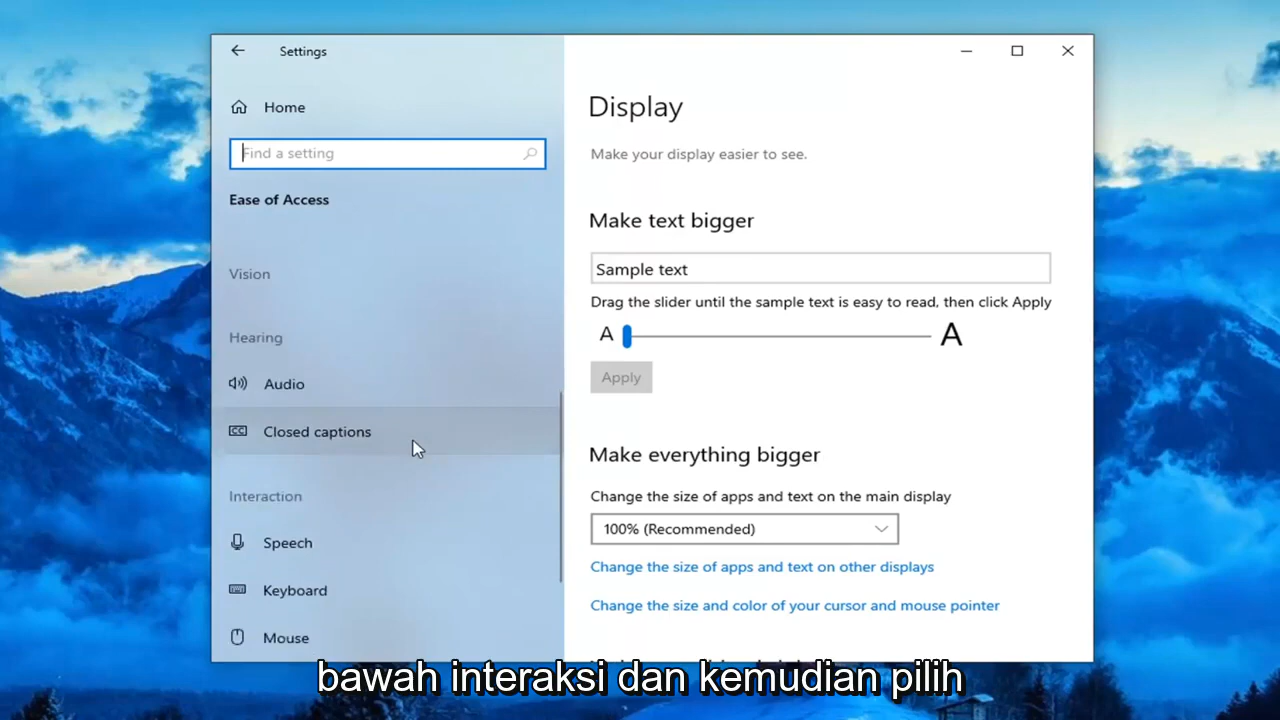 Settings
Home
Find a setting
Ease of Access
Vision
Hearing
Audio
CC Closed captions
Interaction
Speech
Keyboard
Mouse
Display
Make your display easier to see.
Make text bigger
Sample text
Drag the slider until the sample text is easy to read, then click Apply
A A
Apply
Make everything bigger
Change the size of apps and text on the main display
100% (Recommended)
Change the size of apps and text on other displays
Change the size and color of your cursor and mouse pointer
bawah interaksi dan kemudian pilih